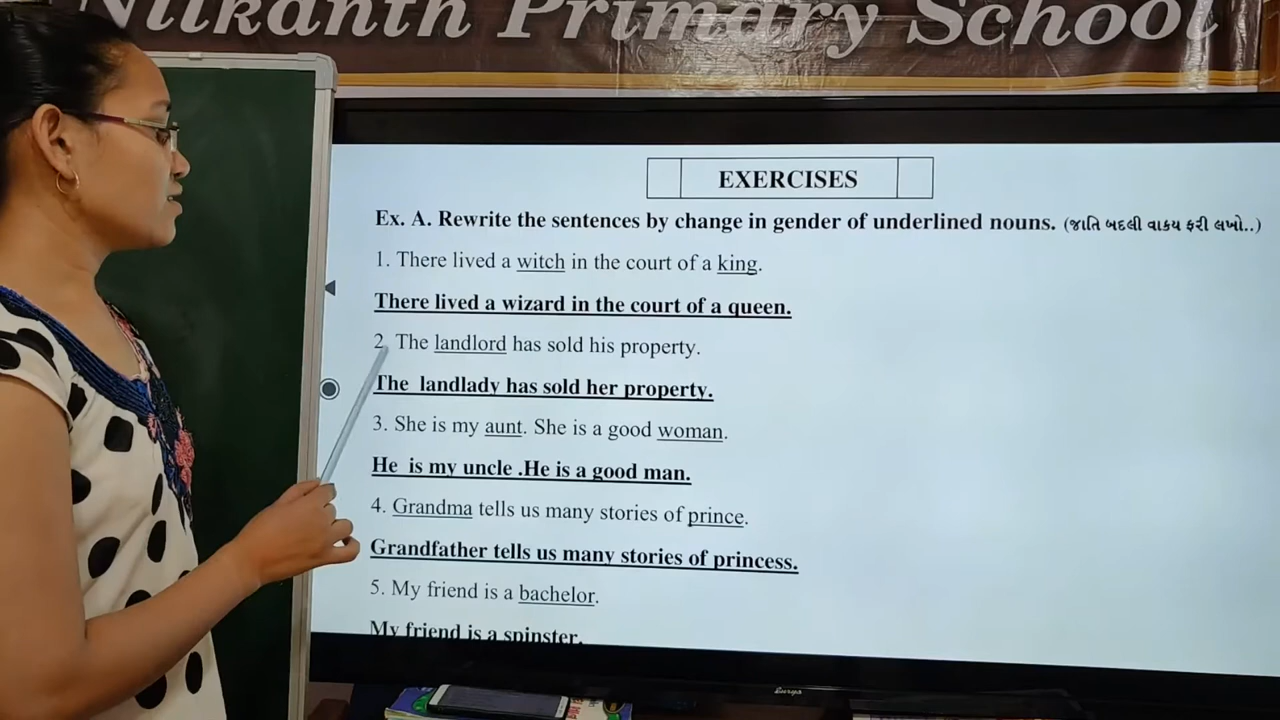 Nilkanth Primary School
EXERCISES
Ex. A. Rewrite the sentences by change in gender of underlined nouns. (જાતિ બદલી વાક્ય ફરી લખો..)
1. There lived a witch in the court of a king.
There lived a wizard in the court of a queen.
2. The landlord has sold his property.
The landlady has sold her property.
3. She is my aunt. She is a good woman.
He is my uncle .He is a good man.
4. Grandma tells us many stories of prince.
Grandfather tells us many stories of princess.
5. My friend is a bachelor.
My friend is a spinster.